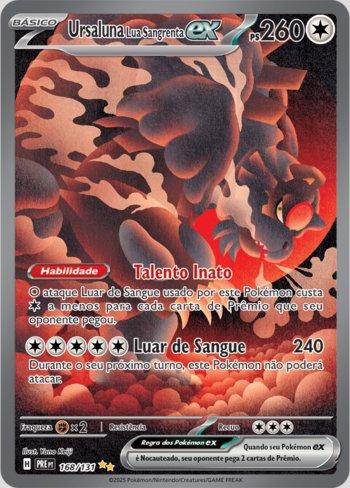 BÁSICO
Ursaluna Lua Sangrenta ex PS 260
Habilidade Talento Inato
O ataque Luar de Sangue usado por este Pokémon custa
a menos para cada carta de Prêmio que seu
oponente pegou.
Luar de Sangue 240
Durante o seu próximo turno, este Pokémon não poderá
atacar.
Fraqueza ×2 Resistência Recuo
Ilust. Yano Keiji
Regra dos Pokémon ex
Quando seu Pokémon ex
é Nocauteado, seu oponente pega 2 cartas de Prêmio.
H PRE PT 168/131
©2025 Pokémon/Nintendo/Creatures/GAME FREAK